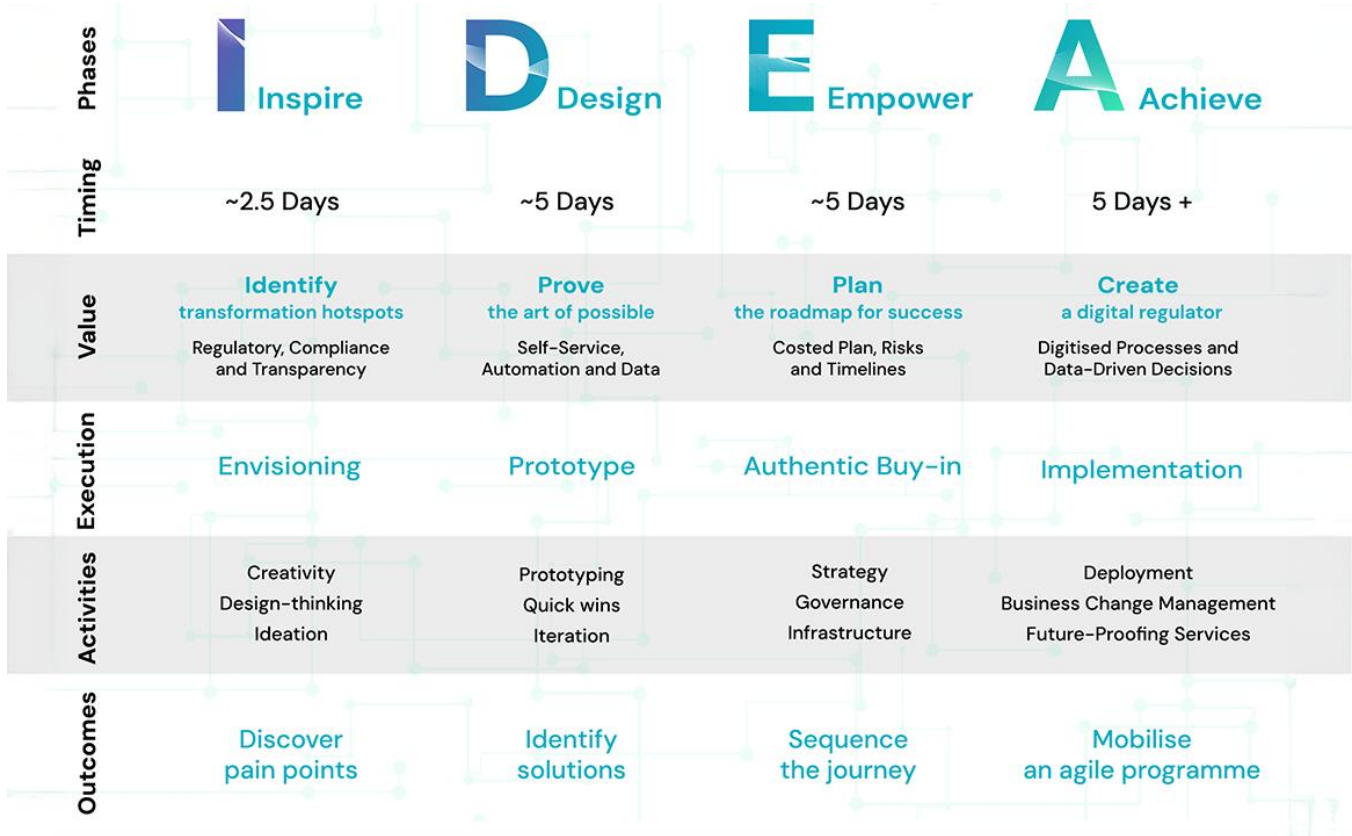 Phases
I Inspire
D Design
E Empower
A Achieve
Timing
~2.5 Days
~5 Days
~5 Days
5 Days +
Value
Identify
transformation hotspots
Regulatory, Compliance
and Transparency
Prove
the art of possible
Self-Service,
Automation and Data
Plan
the roadmap for success
Costed Plan, Risks
and Timelines
Create
a digital regulator
Digitised Processes and
Data-Driven Decisions
Execution
Envisioning
Prototype
Authentic Buy-in
Implementation
Activities
Creativity
Design-thinking
Ideation
Prototyping
Quick wins
Iteration
Strategy
Governance
Infrastructure
Deployment
Business Change Management
Future-Proofing Services
Outcomes
Discover
pain points
Identify
solutions
Sequence
the journey
Mobilise
an agile programme